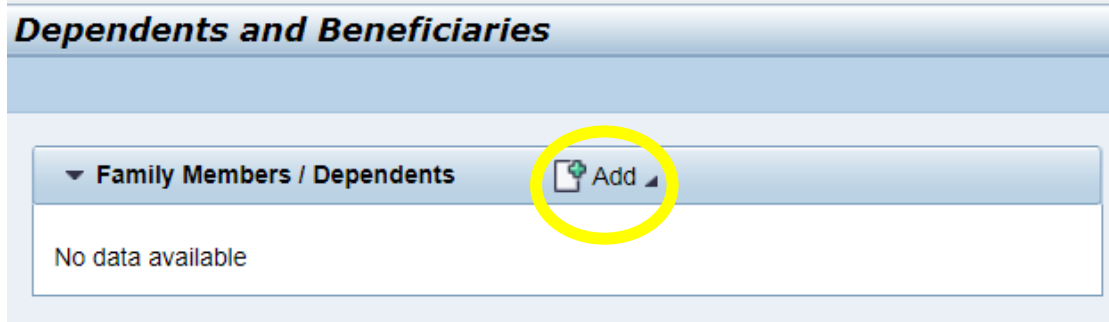 Dependents and Beneficiaries
Family Members / Dependents Add
No data available